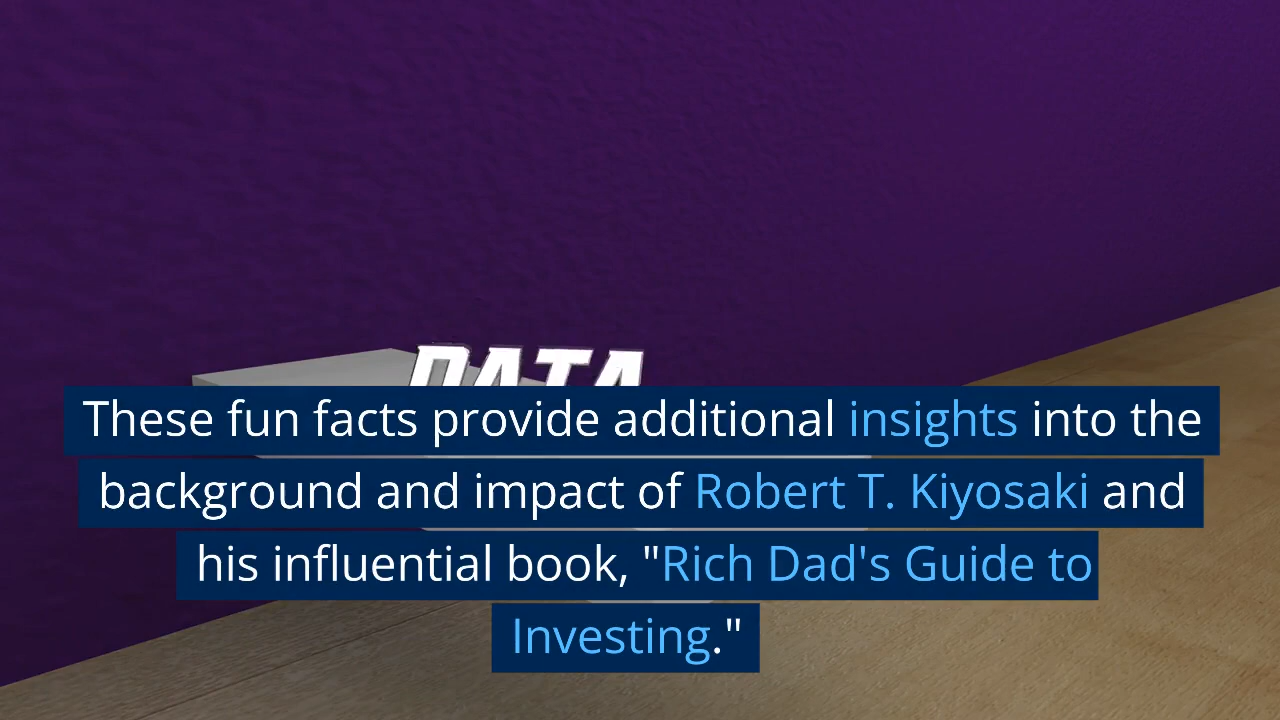 DATA
These fun facts provide additional insights into the
background and impact of Robert T. Kiyosaki and
his influential book, "Rich Dad's Guide to
Investing."